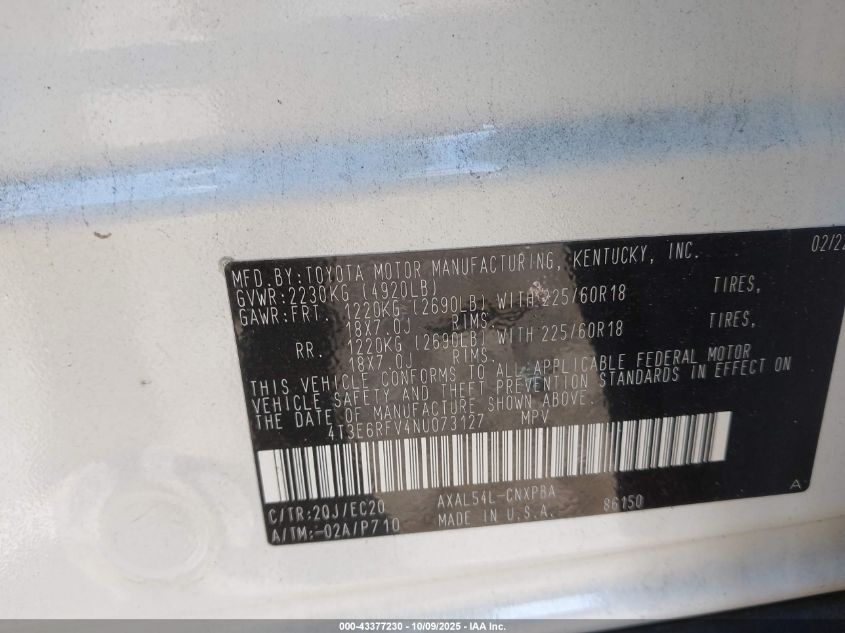 MFD.BY:TOYOTA MOTOR MANUFACTURING, KENTUCKY, INC. 02/22
GVWR:2230KG (4920LB)
GAWR:FRT. 1220KG (2690LB) WITH 225/60R18 TIRES,
18X7.0J RIMS,
RR. 1220KG (2690LB) WITH 225/60R18 TIRES,
18X7.0J RIMS
THIS VEHICLE CONFORMS TO ALL APPLICABLE FEDERAL MOTOR
VEHICLE SAFETY AND THEFT PREVENTION STANDARDS IN EFFECT ON
THE DATE OF MANUFACTURE SHOWN ABOVE.
4T3E6RFV4NU073127 MPV
C/TR:20J/EC20 AXAL54L-CNXPBA 86150 A
A/TM:-02A/P710 MADE IN U.S.A.
000-43377230 - 10/09/2025 - IAA Inc.